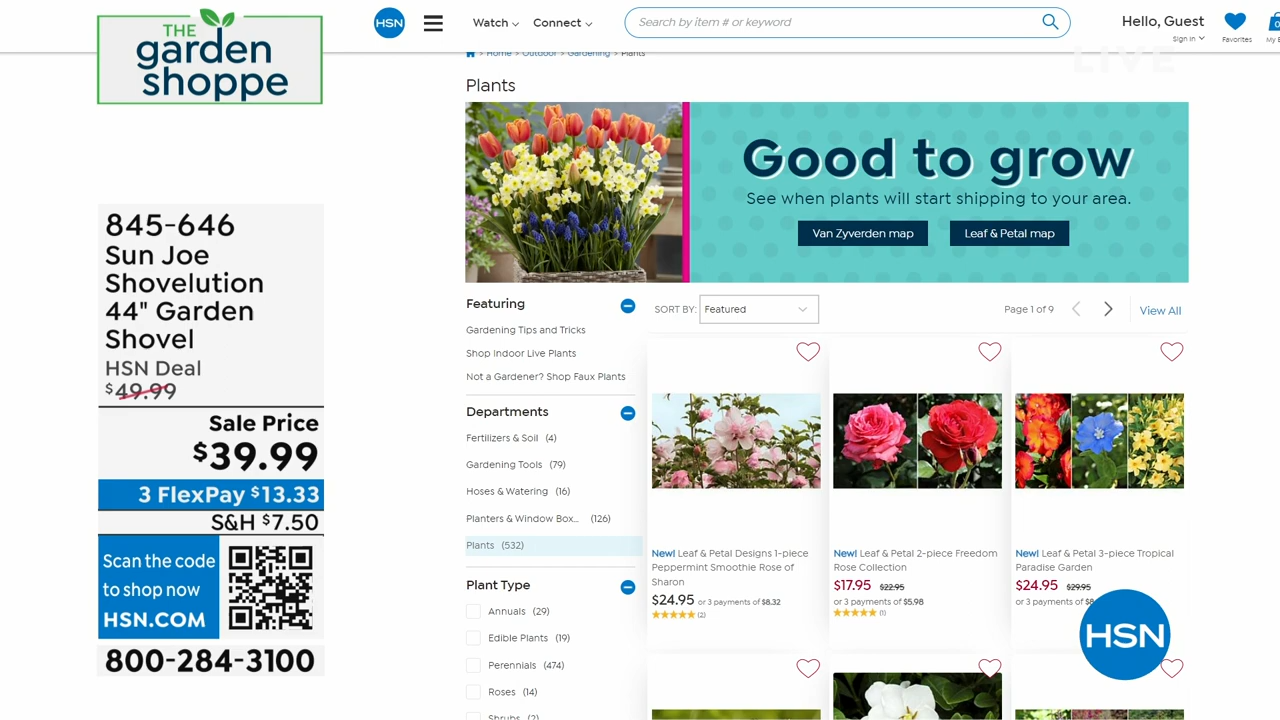 THE
garden
shoppe
845-646
Sun Joe
Shovelution
44" Garden
Shovel
HSN Deal
$49.99
Sale Price
$39.99
3 FlexPay $13.33
S&H $7.50
Scan the code
to shop now
HSN.COM
800-284-3100
HSN
Watch
Connect
Search by item # or keyword
Hello, Guest
Sign In
Favorites
0
LIVE
> Home > Outdoor > Gardening > Plants
Plants
Good to grow
See when plants will start shipping to your area.
Van Zyverden map
Leaf & Petal map
Featuring
Gardening Tips and Tricks
Shop Indoor Live Plants
Not a Gardener? Shop Faux Plants
Departments
Fertilizers & Soil (4)
Gardening Tools (79)
Hoses & Watering (16)
Planters & Window Box... (126)
Plants (532)
Plant Type
Annuals (29)
Edible Plants (19)
Perennials (474)
Roses (14)
Shrubs (2)
SORT BY: Featured
Page 1 of 9
View All
New! Leaf & Petal Designs 1-piece
Peppermint Smoothie Rose of
Sharon
$24.95 or 3 payments of $8.32
(2)
New! Leaf & Petal 2-piece Freedom
Rose Collection
$17.95 $22.95
or 3 payments of $5.98
(1)
New! Leaf & Petal 3-piece Tropical
Paradise Garden
$24.95 $29.95
or 3 payments of
HSN